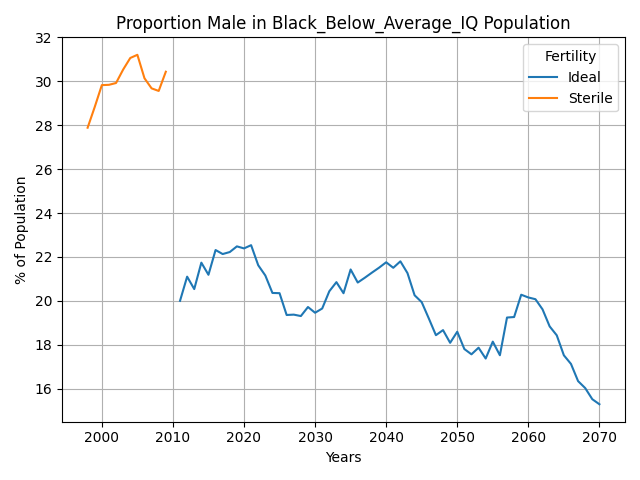 Proportion Male in Black_Below_Average_IQ Population
% of Population
32
30
28
26
24
22
20
18
16
Fertility
Ideal
Sterile
2000
2010
2020
2030
2040
2050
2060
2070
Years